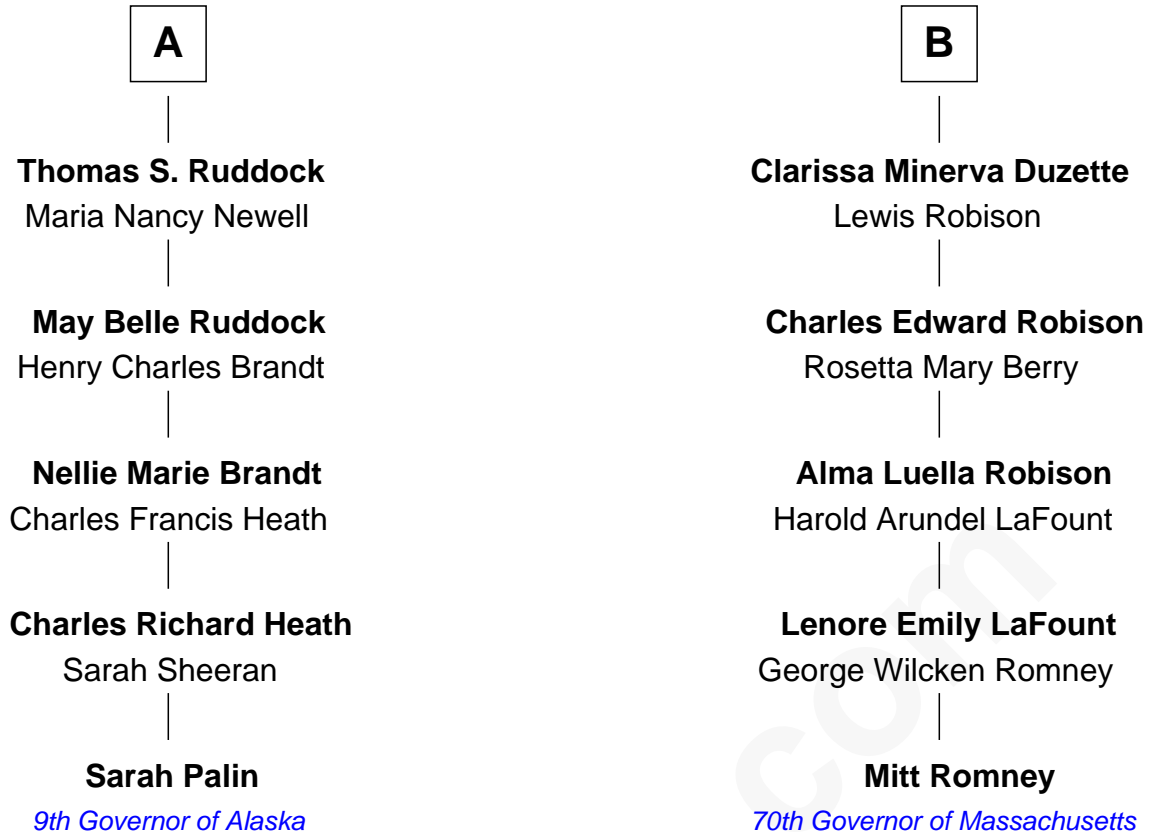 A
Thomas S. Ruddock
Maria Nancy Newell
May Belle Ruddock
Henry Charles Brandt
Nellie Marie Brandt
Charles Francis Heath
Charles Richard Heath
Sarah Sheeran
Sarah Palin
9th Governor of Alaska
B
Clarissa Minerva Duzette
Lewis Robison
Charles Edward Robison
Rosetta Mary Berry
Alma Luella Robison
Harold Arundel LaFount
Lenore Emily LaFount
George Wilcken Romney
Mitt Romney
70th Governor of Massachusetts
com